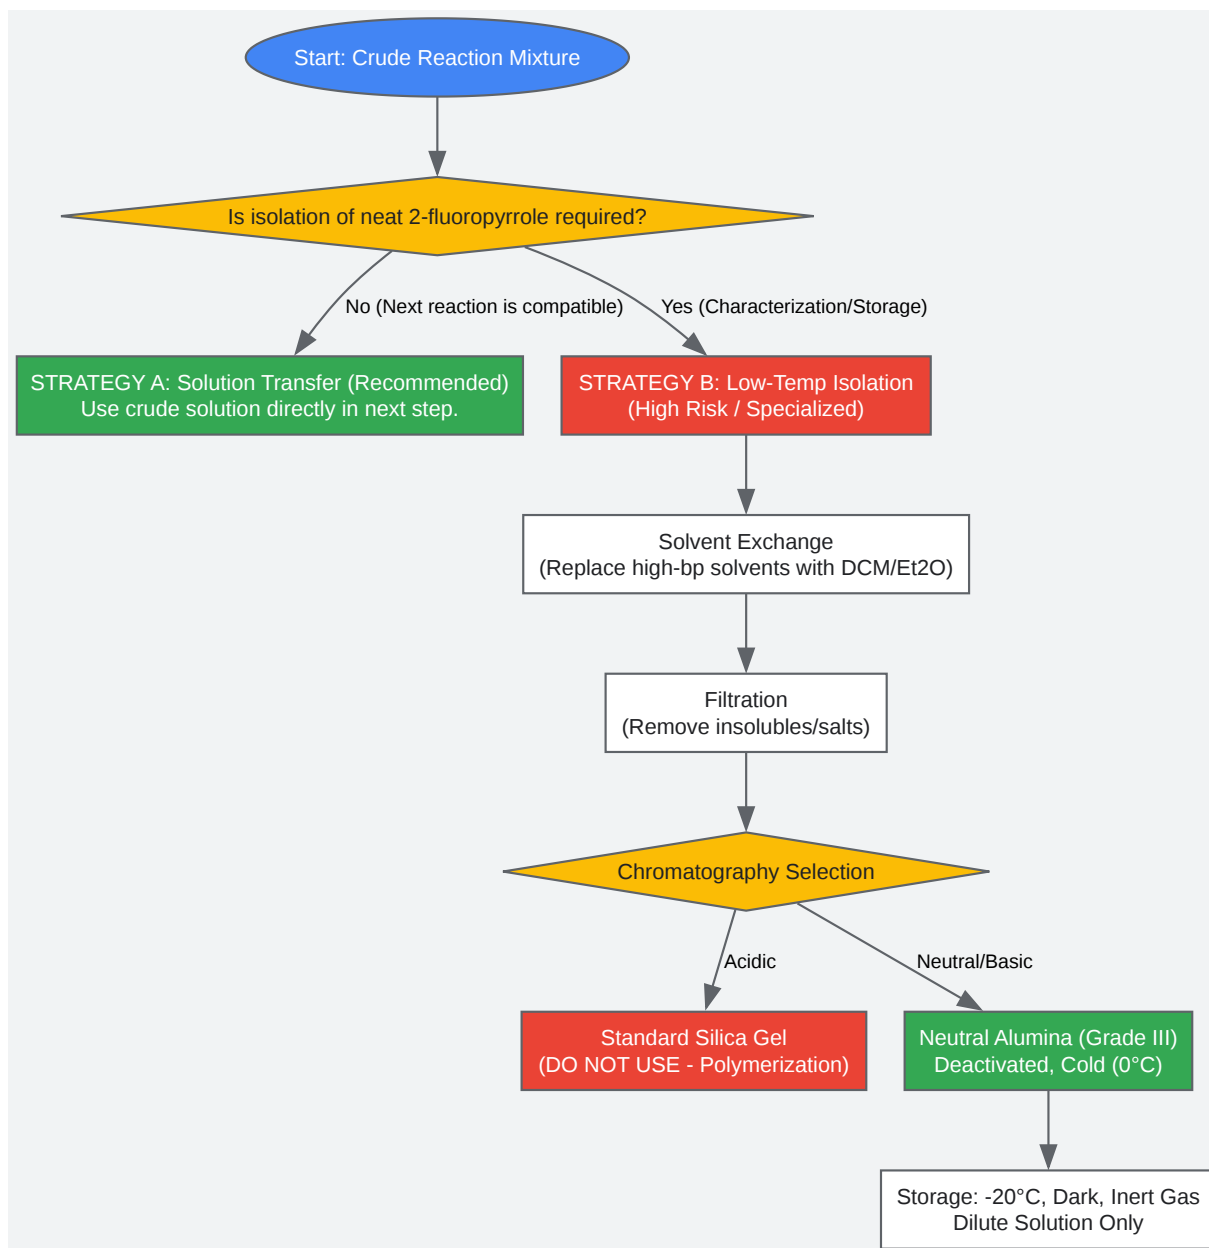 Start: Crude Reaction Mixture
Is isolation of neat 2-fluoropyrrole required?
No (Next reaction is compatible)
Yes (Characterization/Storage)
STRATEGY A: Solution Transfer (Recommended)
Use crude solution directly in next step.
STRATEGY B: Low-Temp Isolation
(High Risk / Specialized)
Solvent Exchange
(Replace high-bp solvents with DCM/Et2O)
Filtration
(Remove insolubles/salts)
Chromatography Selection
Acidic
Neutral/Basic
Standard Silica Gel
(DO NOT USE - Polymerization)
Neutral Alumina (Grade III)
Deactivated, Cold (0°C)
Storage: -20°C, Dark, Inert Gas
Dilute Solution Only